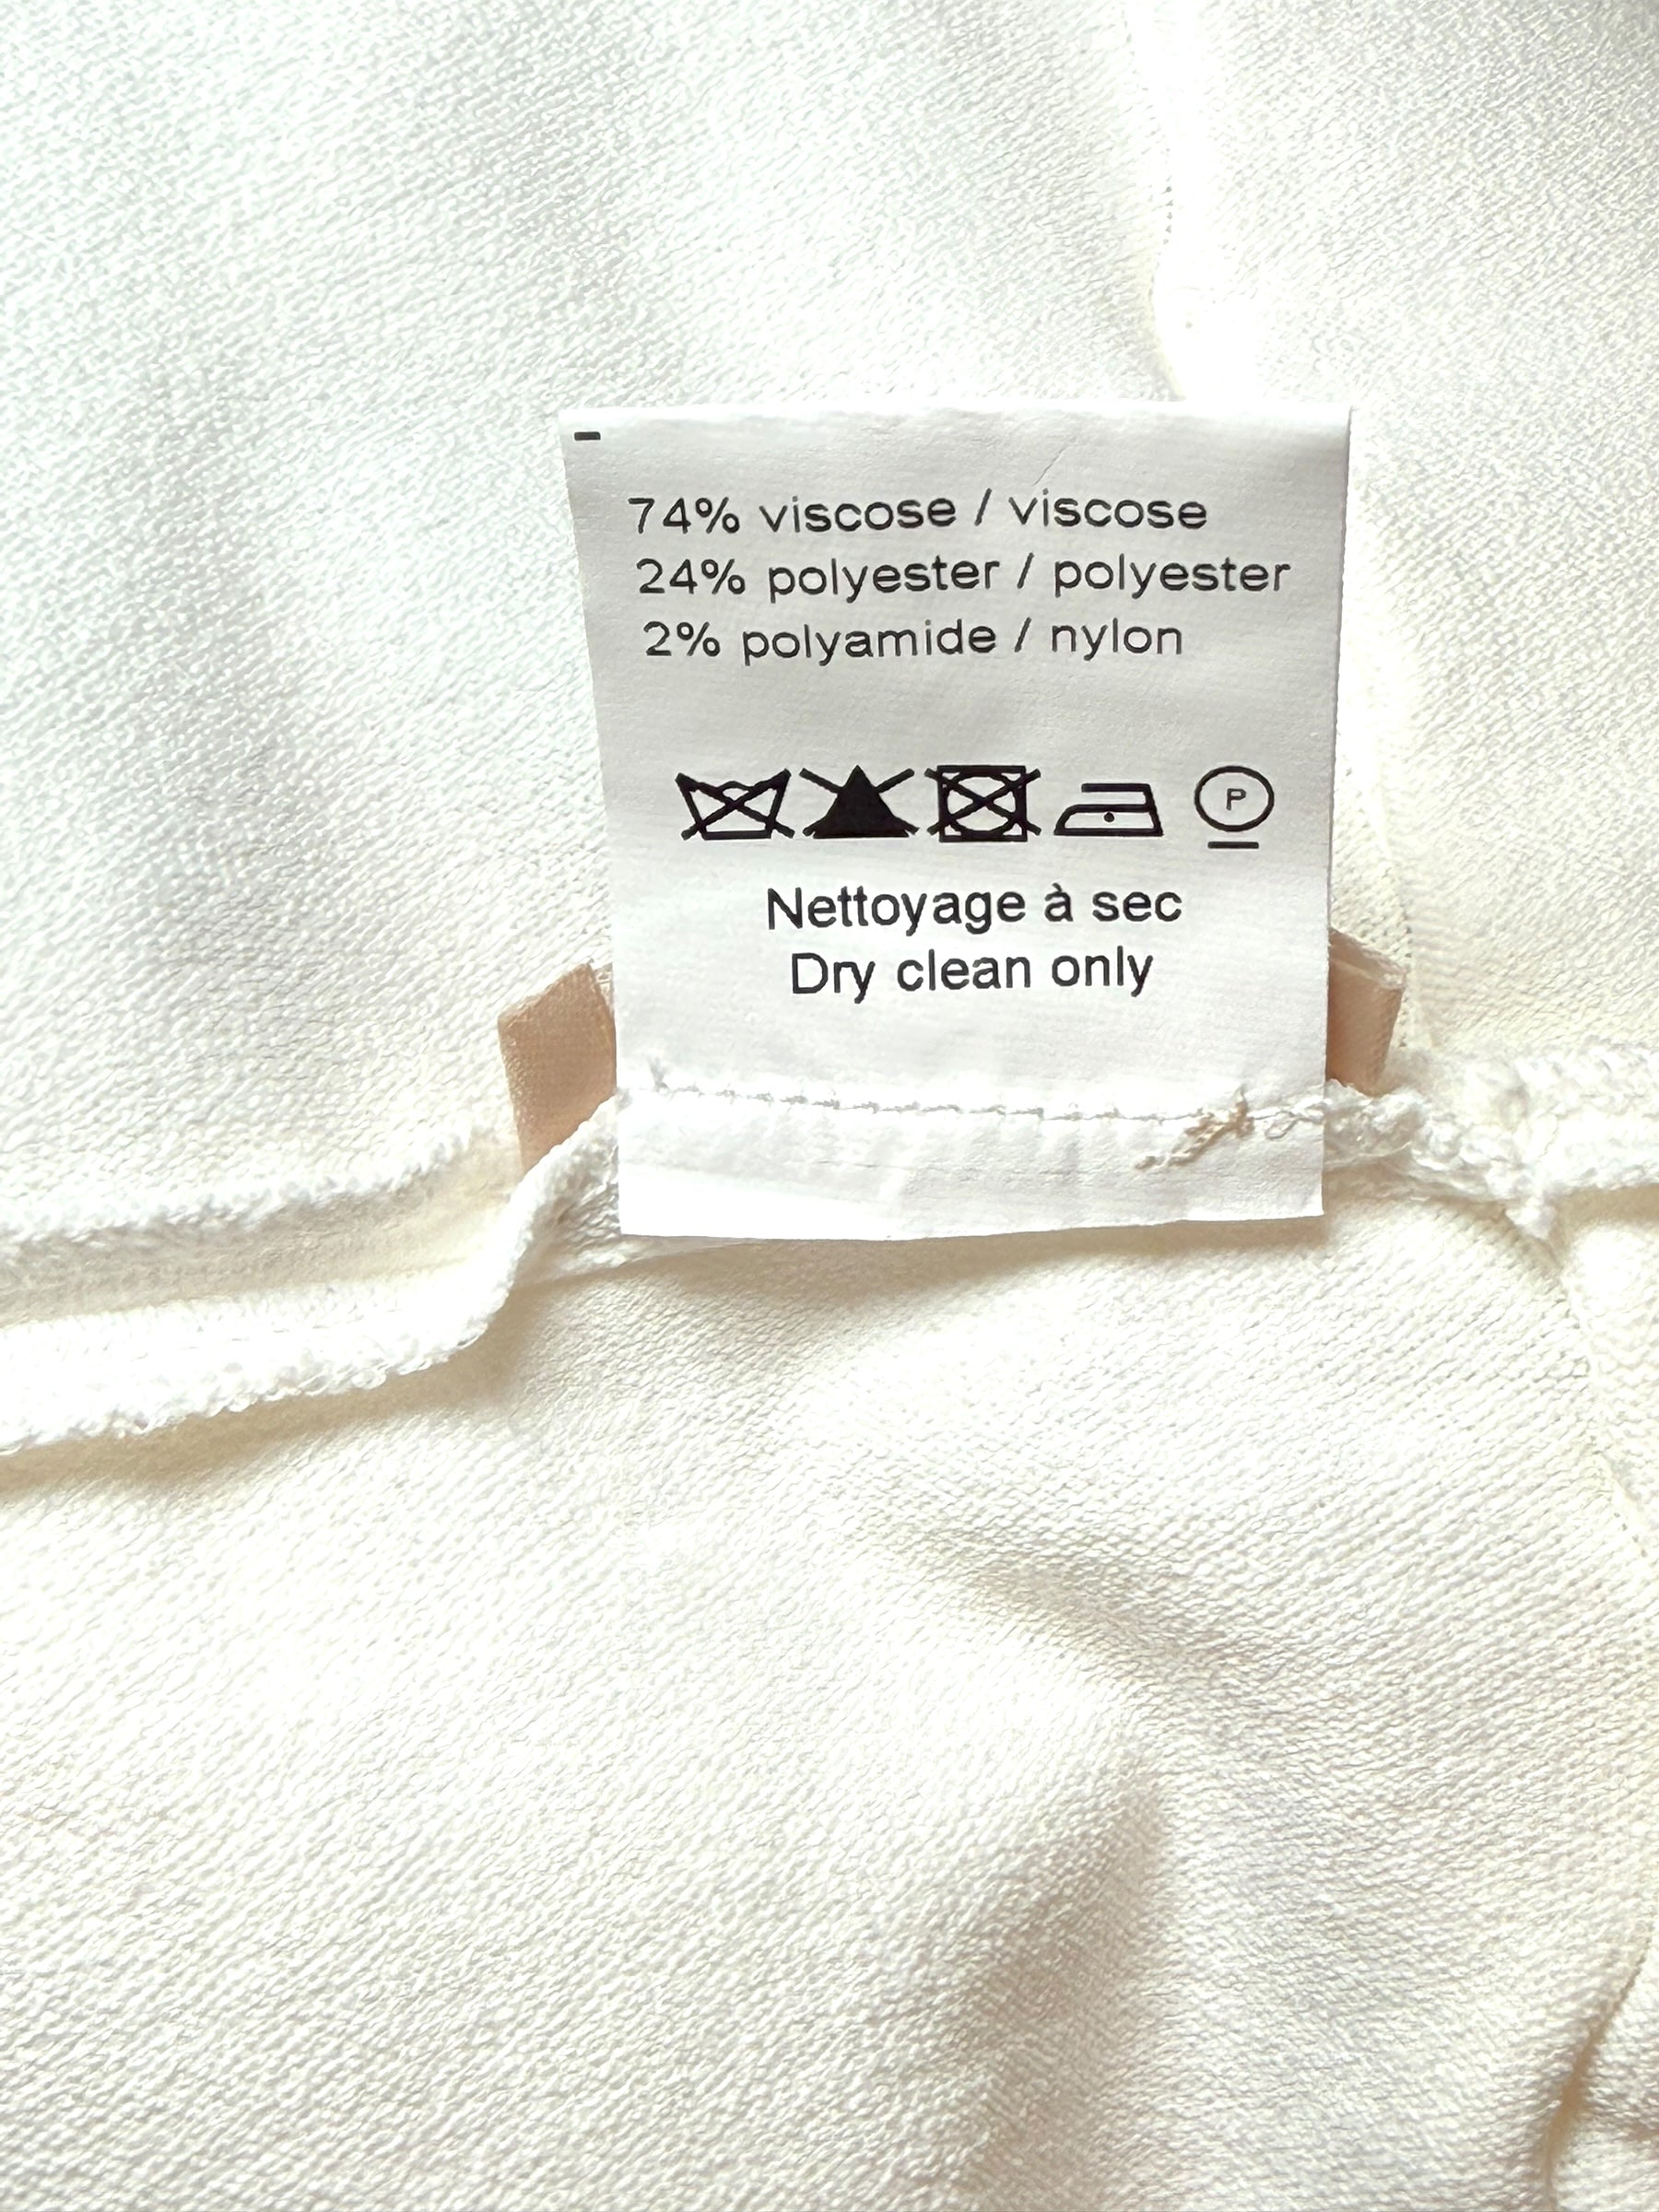 74% viscose / viscose
24% polyester / polyester
2% polyamide / nylon
P
Nettoyage à sec
Dry clean only